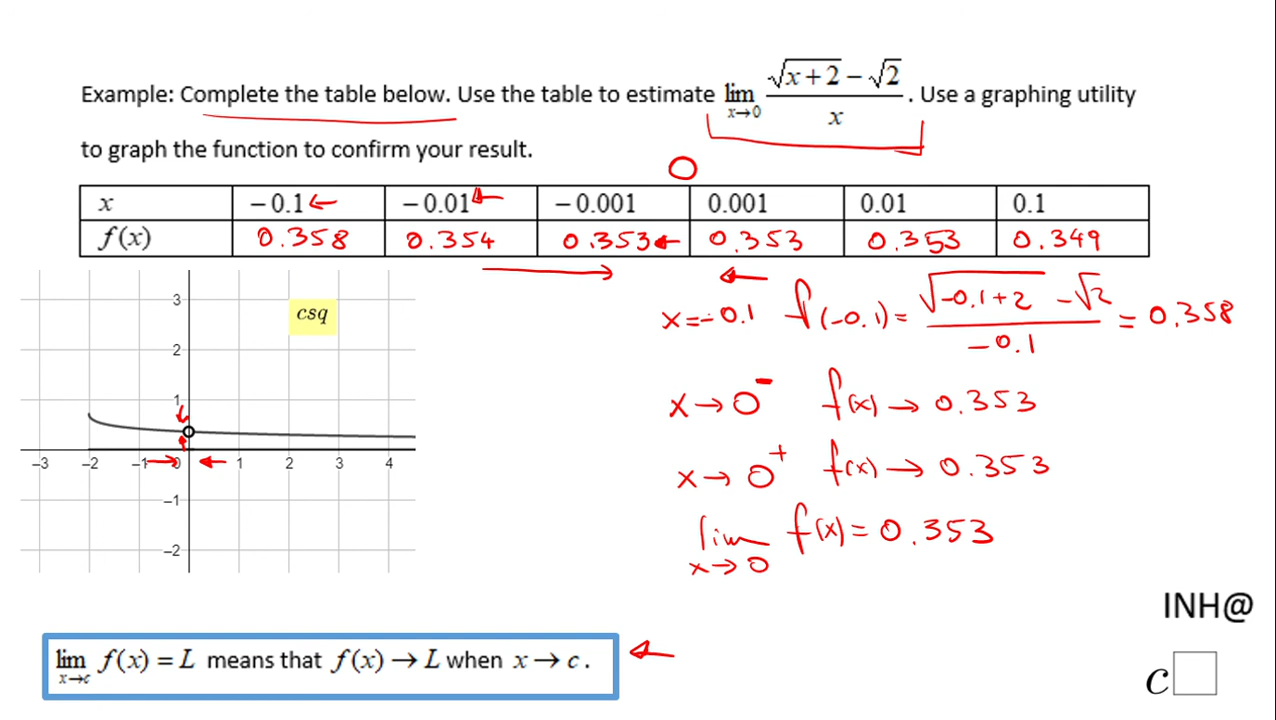 Example: Complete the table below. Use the table to estimate lim x→0 (√(x+2) − √2)/x . Use a graphing utility
to graph the function to confirm your result.
0
x −0.1 ← −0.01 ← −0.001 0.001 0.01 0.1
f(x) 0.358 0.354 0.353 ← 0.353 0.353 0.349
→ ←
x=-0.1 f(-0.1) = (√(-0.1+2) - √2)/(-0.1) = 0.358
x → 0⁻ f(x) → 0.353
x → 0⁺ f(x) → 0.353
lim x→0 f(x) = 0.353
csq
3
2
1
−3 −2 −1 0 1 2 3 4
−1
−2
INH@
lim x→c f(x) = L means that f(x) → L when x → c . ←
c□